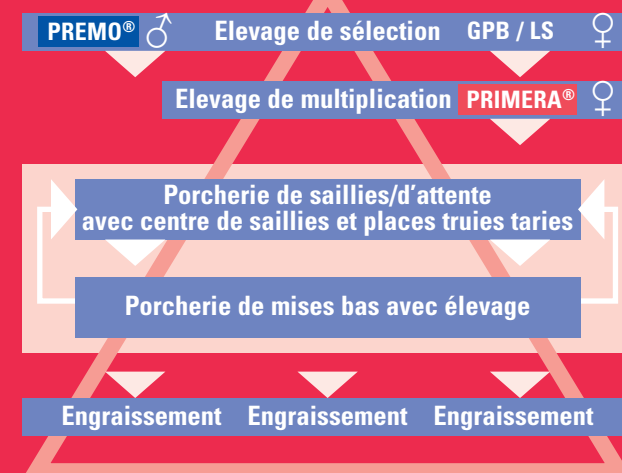 PREMO® ♂ Elevage de sélection GPB / LS ♀
Elevage de multiplication PRIMERA® ♀
Porcherie de saillies/d'attente
avec centre de saillies et places truies taries
Porcherie de mises bas avec élevage
Engraissement Engraissement Engraissement